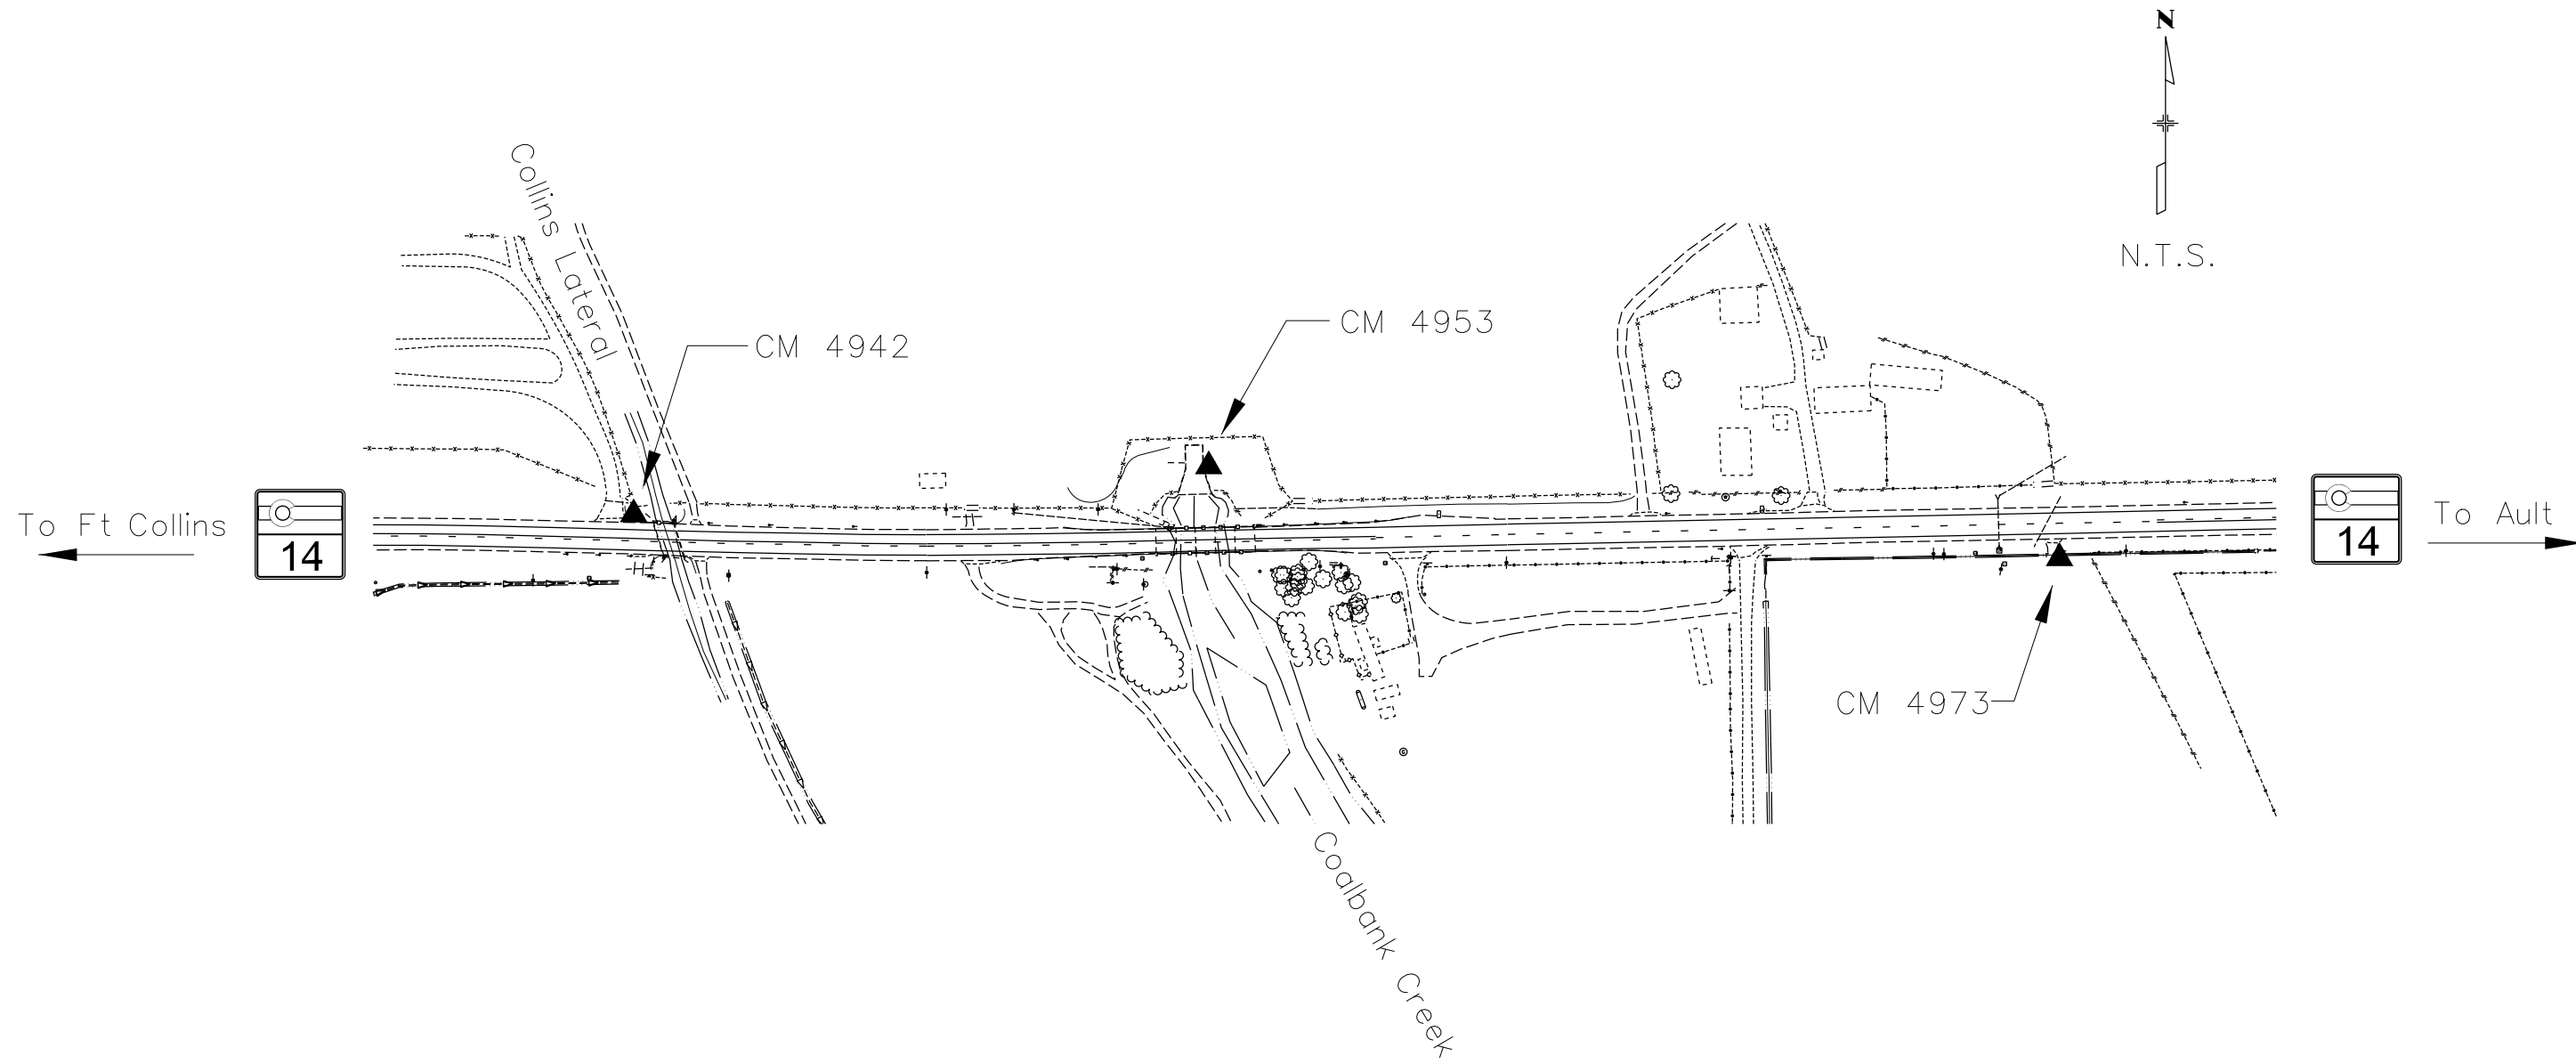 N
N.T.S.
Collins Lateral
CM 4942
CM 4953
To Ft Collins
14
14
To Ault
CM 4973
Coalbank Creek